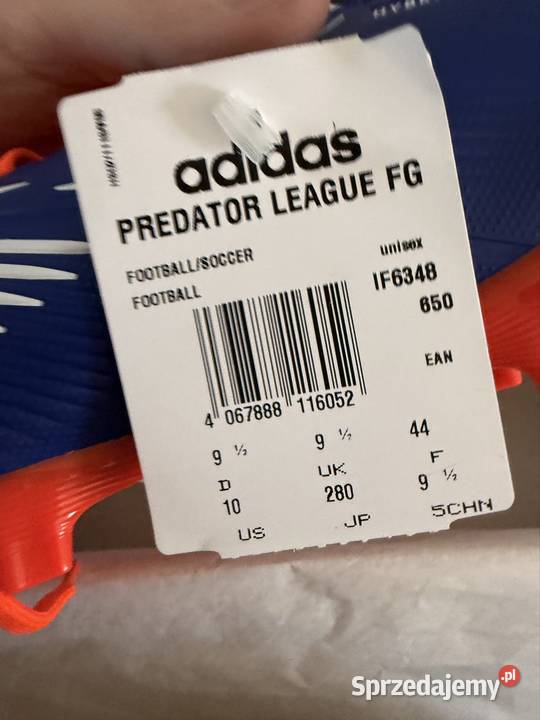 adidas
PREDATOR LEAGUE FG
FOOTBALL/SOCCER
unisex
FOOTBALL
IF6348
650
EAN
4 067888 116052
9 ½ 9 ½ 44
D UK F
10 280 9 ½
US JP 5CHN
Sprzedajemy.pl